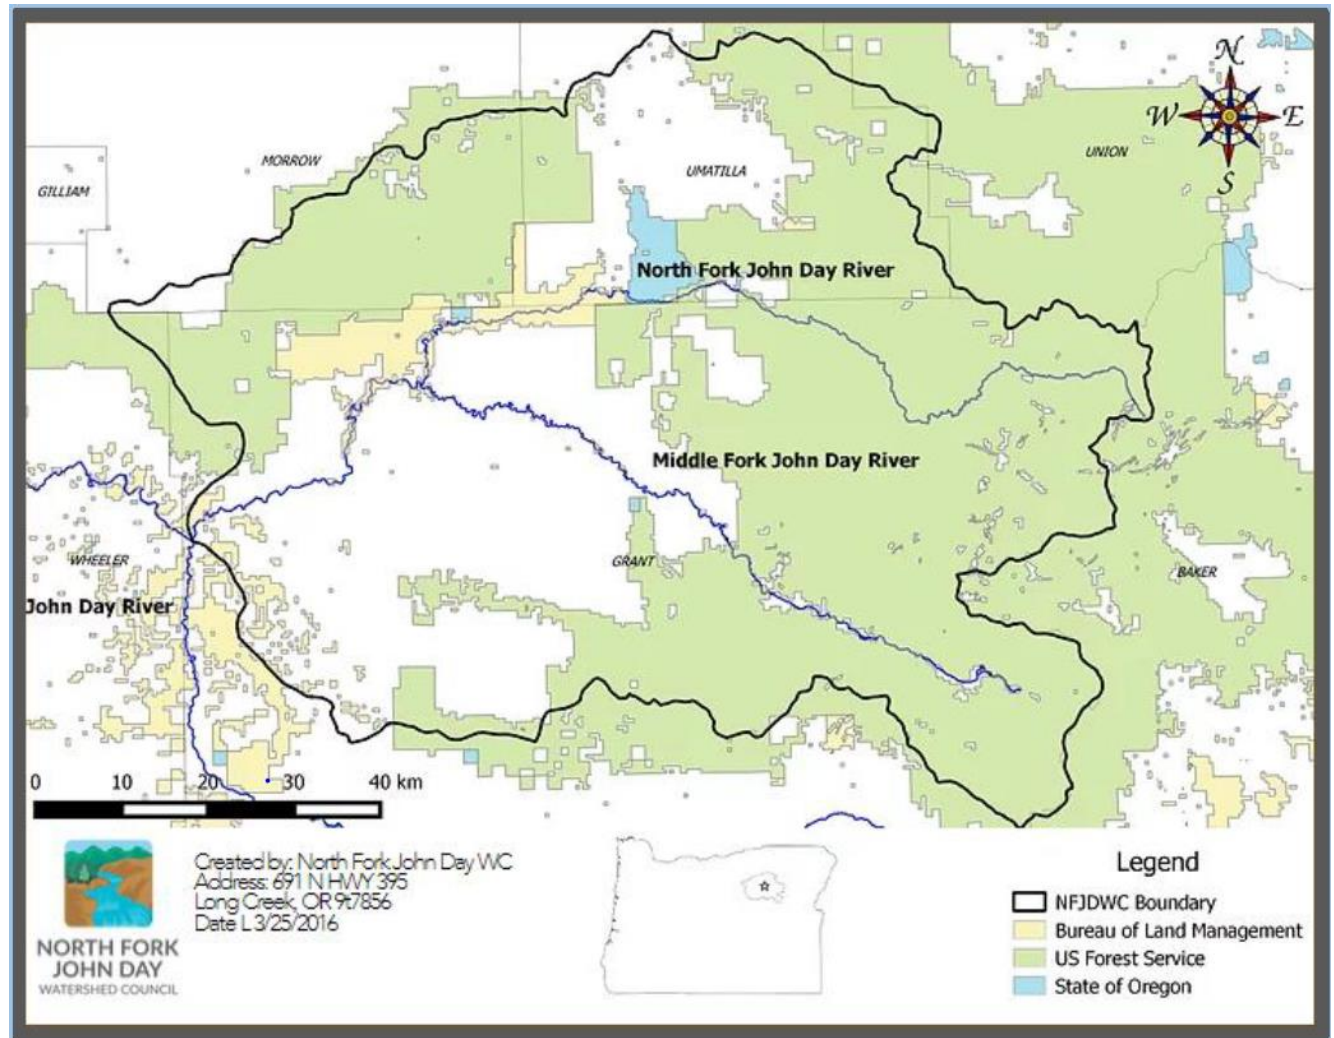 N
W
E
S
MORROW
GILLIAM
UMATILLA
UNION
North Fork John Day River
Middle Fork John Day River
WHEELER
GRANT
BAKER
John Day River
0 10 20 30 40 km
Created by: North Fork John Day WC
Address: 691 N HWY 395
Long Creek, OR 9t7856
Date L 3/25/2016
NORTH FORK
JOHN DAY
WATERSHED COUNCIL
Legend
NFJDWC Boundary
Bureau of Land Management
US Forest Service
State of Oregon